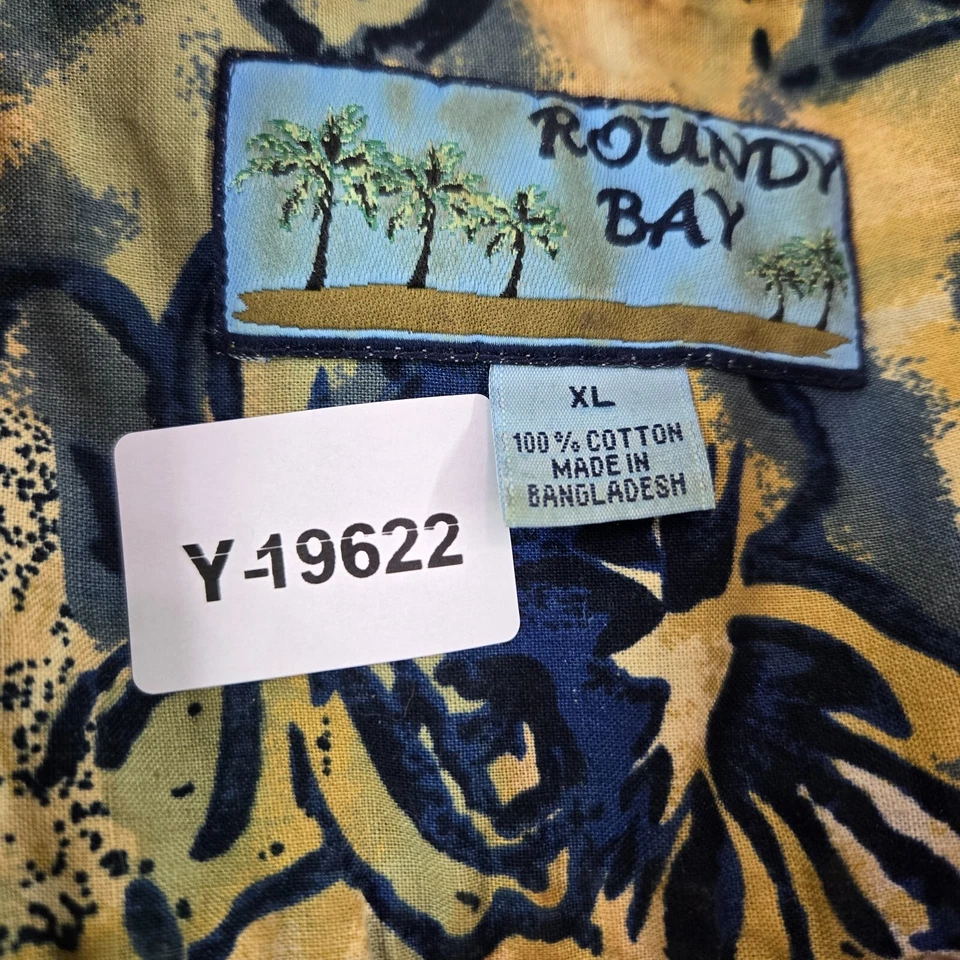 ROUNDY
BAY
XL
100% COTTON
MADE IN
BANGLADESH
Y-19622